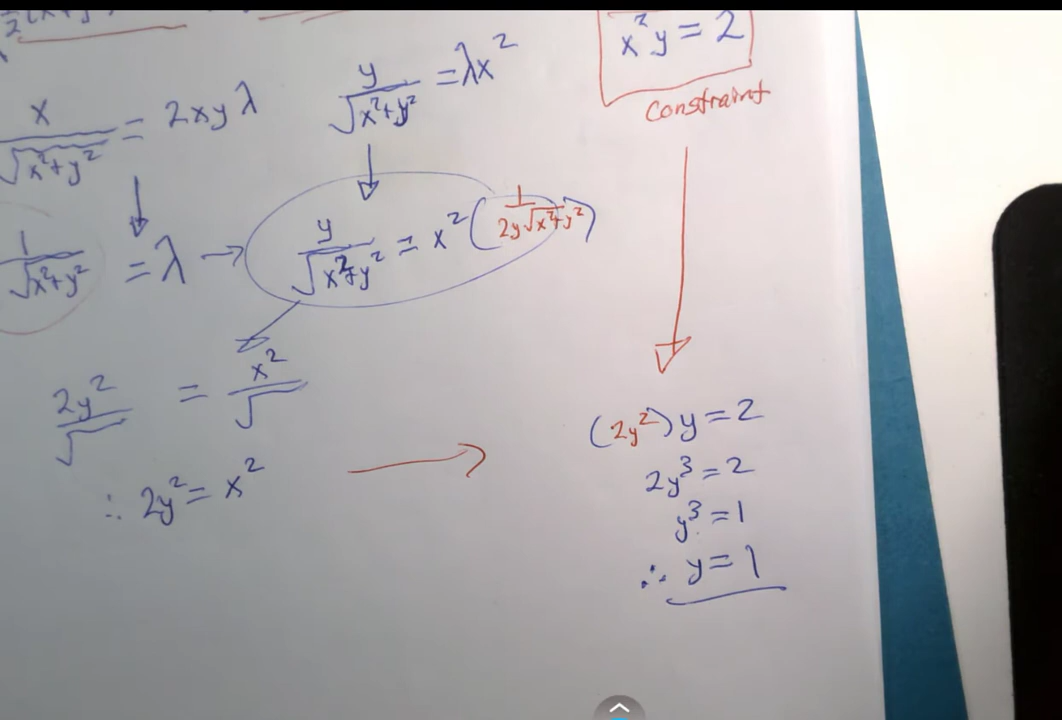 x²y = 2
constraint
x/√(x²+y²) = 2xyλ
y/√(x²+y²) = λx²
1/√(x²+y²) = λ → y/√(x²+y²) = x²(1/(2y√(x²+y²)))
2y²/√ = x²/√
∴ 2y² = x²
(2y²)y = 2
2y³ = 2
y³ = 1
∴ y = 1